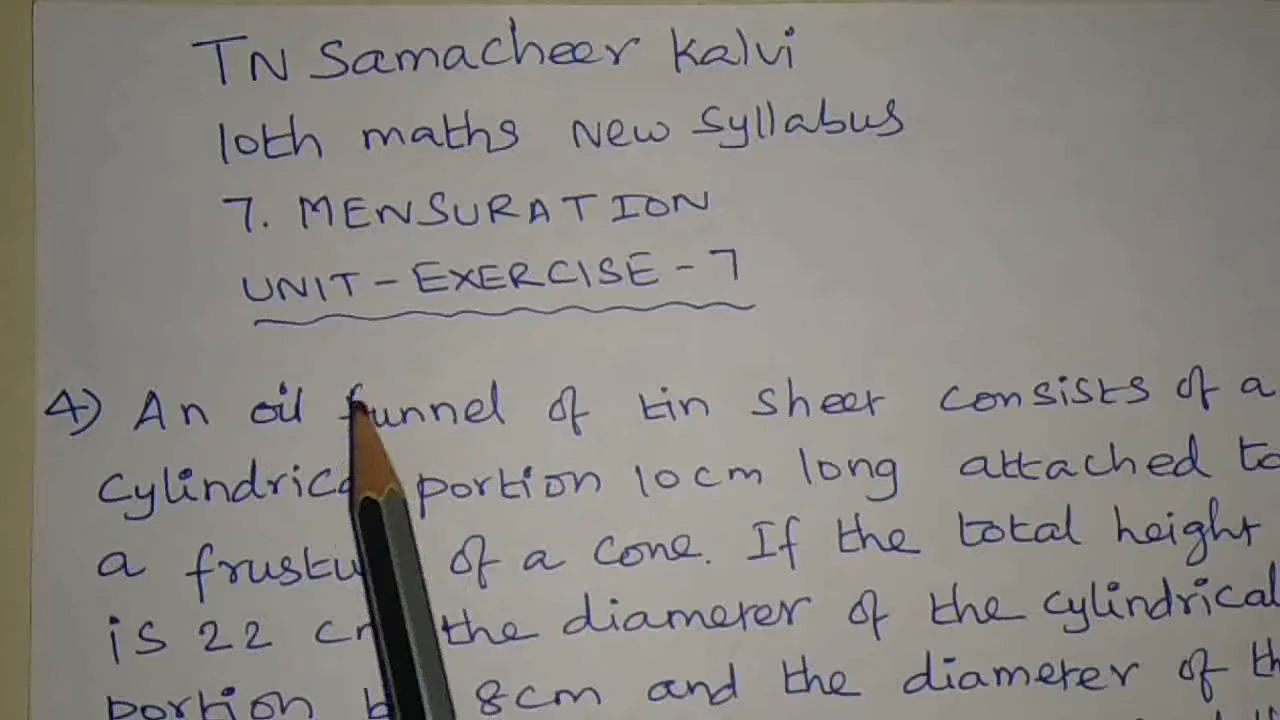 TN Samacheer Kalvi
10th maths New Syllabus
7. MENSURATION
UNIT - EXERCISE - 7
4) An oil funnel of tin sheet consists of a
cylindrical portion 10cm long attached to
a frustum of a cone. If the total height
is 22 cm the diameter of the cylindrical
portion 8cm and the diameter of the